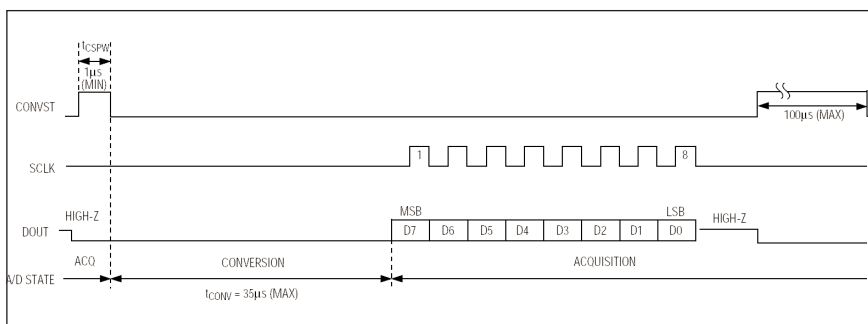 tCSPW
1µs
(MIN)
CONVST
100µs (MAX)
SCLK
1
8
HIGH-Z
MSB
LSB
HIGH-Z
DOUT
D7 D6 D5 D4 D3 D2 D1 D0
ACQ
CONVERSION
ACQUISITION
A/D STATE
tCONV = 35µs (MAX)